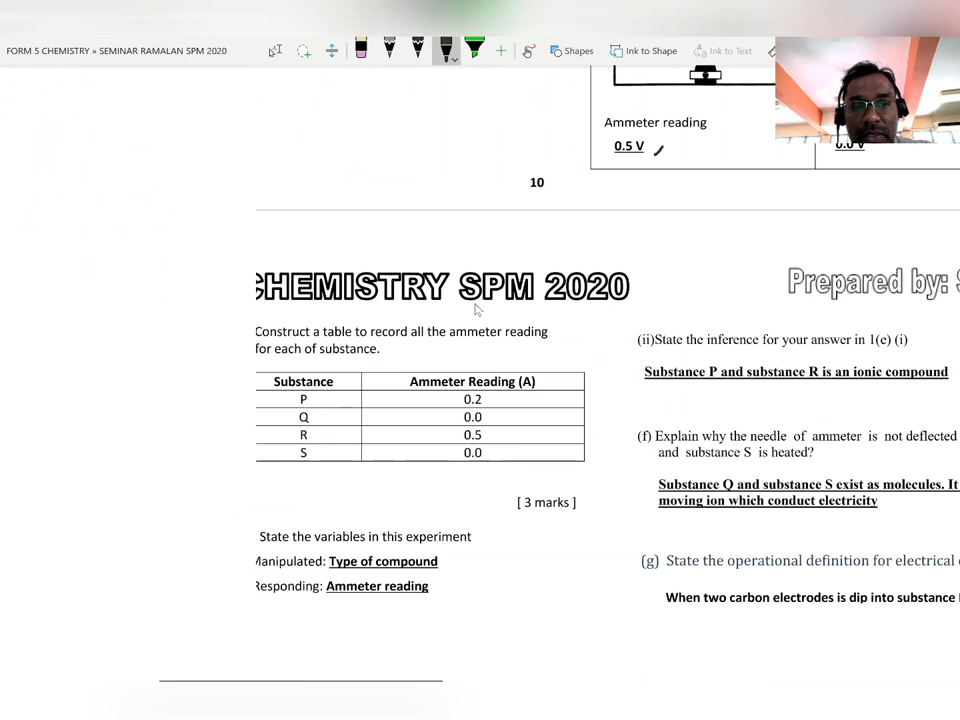 FORM 5 CHEMISTRY » SEMINAR RAMALAN SPM 2020
Shapes
Ink to Shape
Ink to Text
Ammeter reading
0.5 V
0.0 V
10
CHEMISTRY SPM 2020
Prepared by: S
Construct a table to record all the ammeter reading
for each of substance.
Substance Ammeter Reading (A)
P 0.2
Q 0.0
R 0.5
S 0.0
[ 3 marks ]
State the variables in this experiment
Manipulated: Type of compound
Responding: Ammeter reading
(ii)State the inference for your answer in 1(e) (i)
Substance P and substance R is an ionic compound
(f) Explain why the needle of ammeter is not deflected
and substance S is heated?
Substance Q and substance S exist as molecules. It
moving ion which conduct electricity
(g) State the operational definition for electrical
When two carbon electrodes is dip into substance